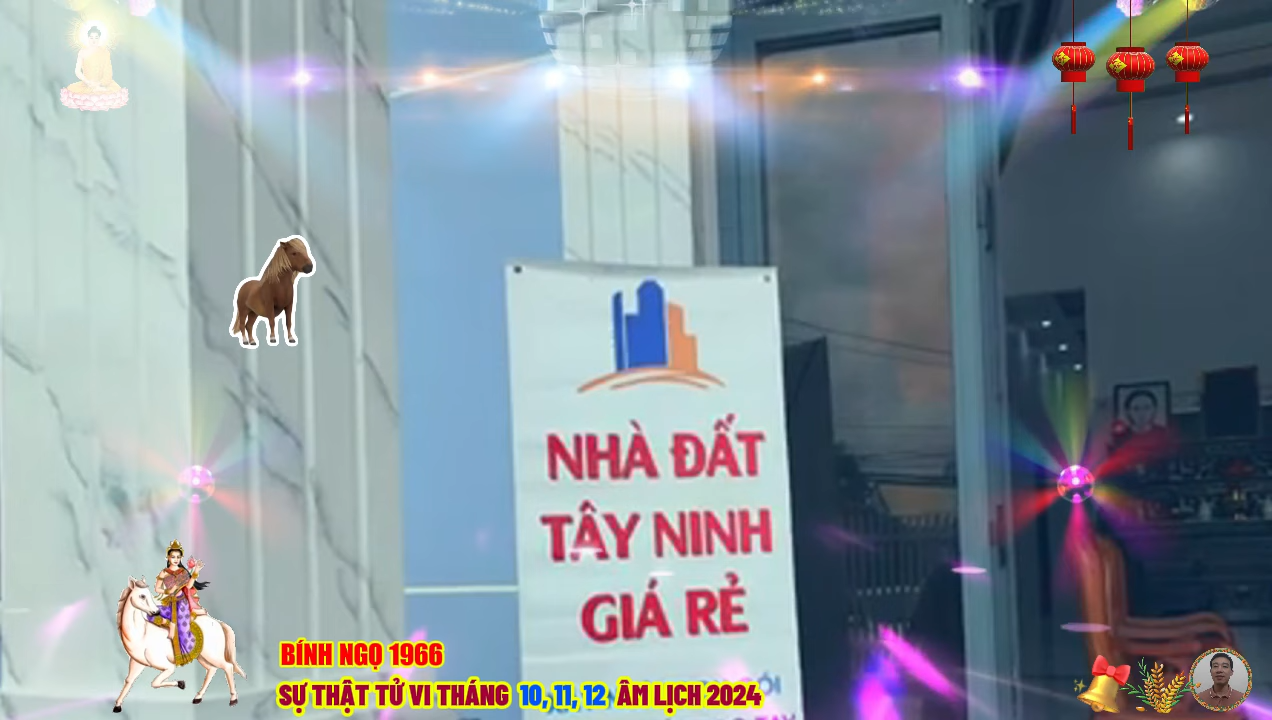 NHÀ ĐẤT
TÂY NINH
GIÁ RẺ
BÍNH NGỌ 1966
SỰ THẬT TỬ VI THÁNG 10, 11, 12 ÂM LỊCH 2024